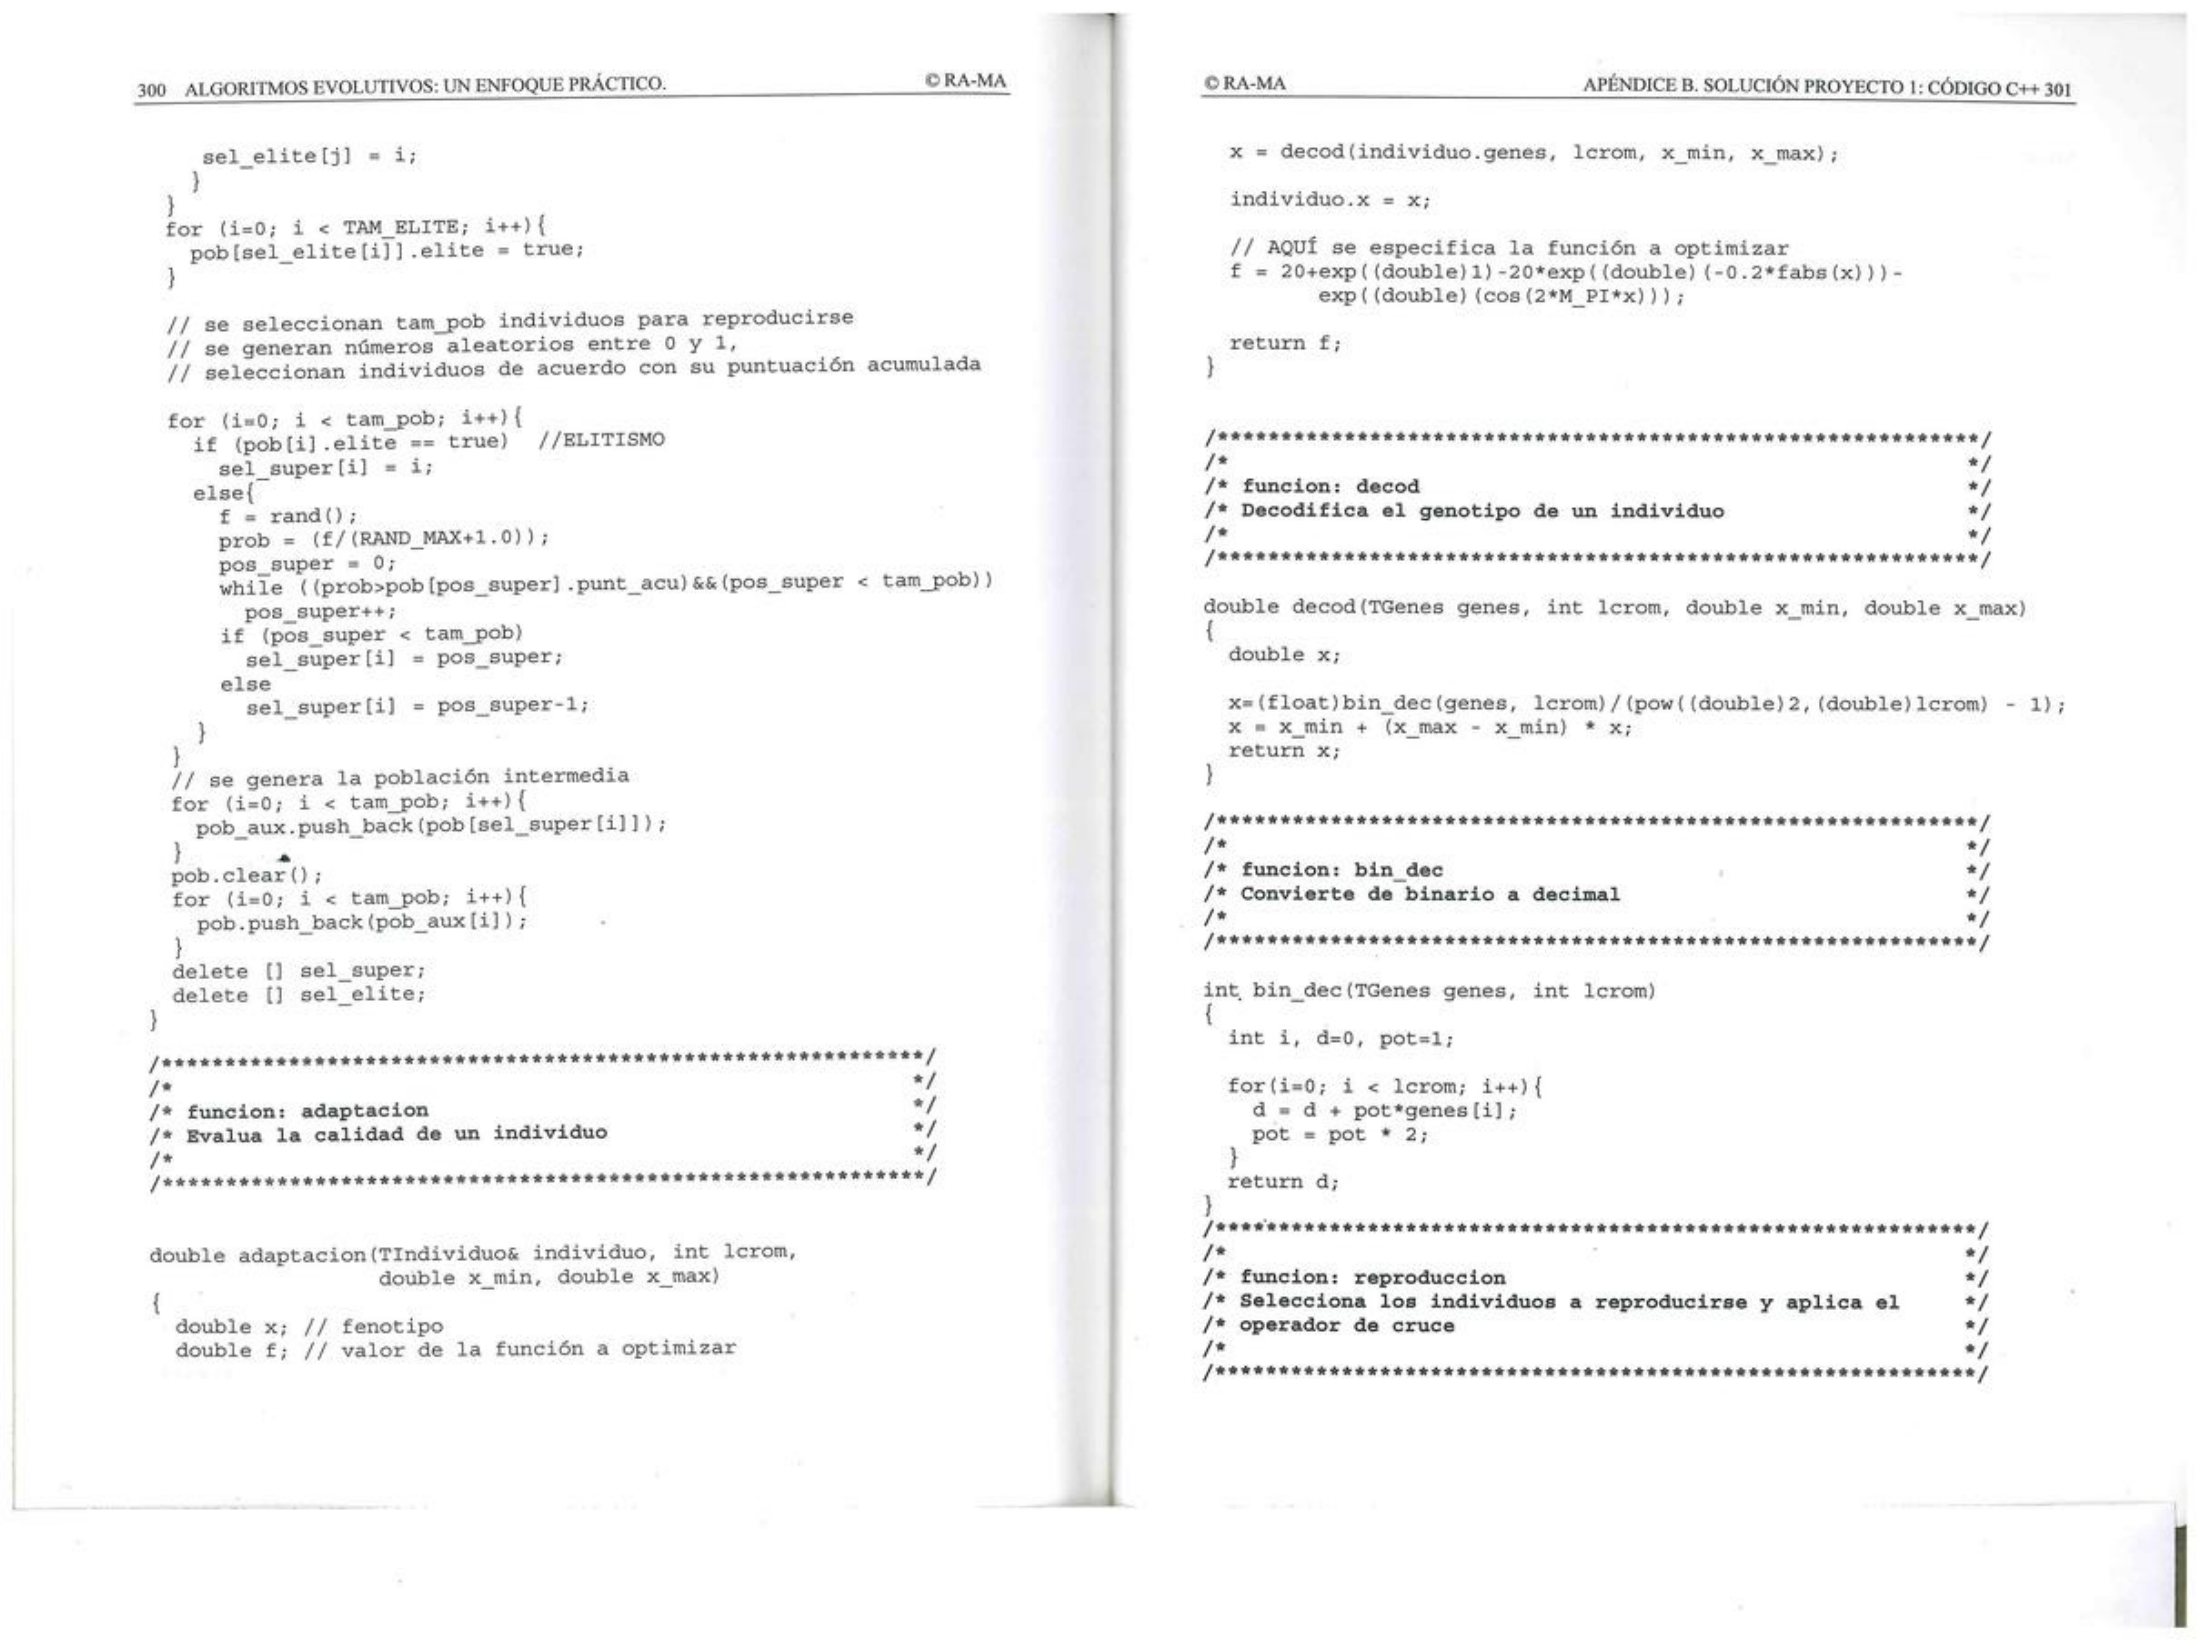 300 ALGORITMOS EVOLUTIVOS: UN ENFOQUE PRÁCTICO. © RA-MA
sel_elite[j] = i;
}
}
for (i=0; i < TAM_ELITE; i++){
pob[sel_elite[i]].elite = true;
}
// se seleccionan tam_pob individuos para reproducirse
// se generan números aleatorios entre 0 y 1,
// seleccionan individuos de acuerdo con su puntuación acumulada
for (i=0; i < tam_pob; i++){
if (pob[i].elite == true) //ELITISMO
sel_super[i] = i;
else{
f = rand();
prob = (f/(RAND_MAX+1.0));
pos_super = 0;
while ((prob>pob[pos_super].punt_acu)&&(pos_super < tam_pob))
pos_super++;
if (pos_super < tam_pob)
sel_super[i] = pos_super;
else
sel_super[i] = pos_super-1;
}
}
// se genera la población intermedia
for (i=0; i < tam_pob; i++){
pob_aux.push_back(pob[sel_super[i]]);
}
pob.clear();
for (i=0; i < tam_pob; i++){
pob.push_back(pob_aux[i]);
}
delete [] sel_super;
delete [] sel_elite;
}
/************************************************************/
/* */
/* funcion: adaptacion */
/* Evalua la calidad de un individuo */
/* */
/************************************************************/
double adaptacion(TIndividuo& individuo, int lcrom,
double x_min, double x_max)
{
double x; // fenotipo
double f; // valor de la función a optimizar
© RA-MA APÉNDICE B. SOLUCIÓN PROYECTO 1: CÓDIGO C++ 301
x = decod(individuo.genes, lcrom, x_min, x_max);
individuo.x = x;
// AQUÍ se especifica la función a optimizar
f = 20+exp((double)1)-20*exp((double)(-0.2*fabs(x)))-
exp((double)(cos(2*M_PI*x)));
return f;
}
/************************************************************/
/* */
/* funcion: decod */
/* Decodifica el genotipo de un individuo */
/* */
/************************************************************/
double decod(TGenes genes, int lcrom, double x_min, double x_max)
{
double x;
x=(float)bin_dec(genes, lcrom)/(pow((double)2,(double)lcrom) - 1);
x = x_min + (x_max - x_min) * x;
return x;
}
/************************************************************/
/* */
/* funcion: bin_dec */
/* Convierte de binario a decimal */
/* */
/************************************************************/
int bin_dec(TGenes genes, int lcrom)
{
int i, d=0, pot=1;
for(i=0; i < lcrom; i++){
d = d + pot*genes[i];
pot = pot * 2;
}
return d;
}
/************************************************************/
/* */
/* funcion: reproduccion */
/* Selecciona los individuos a reproducirse y aplica el */
/* operador de cruce */
/* */
/************************************************************/